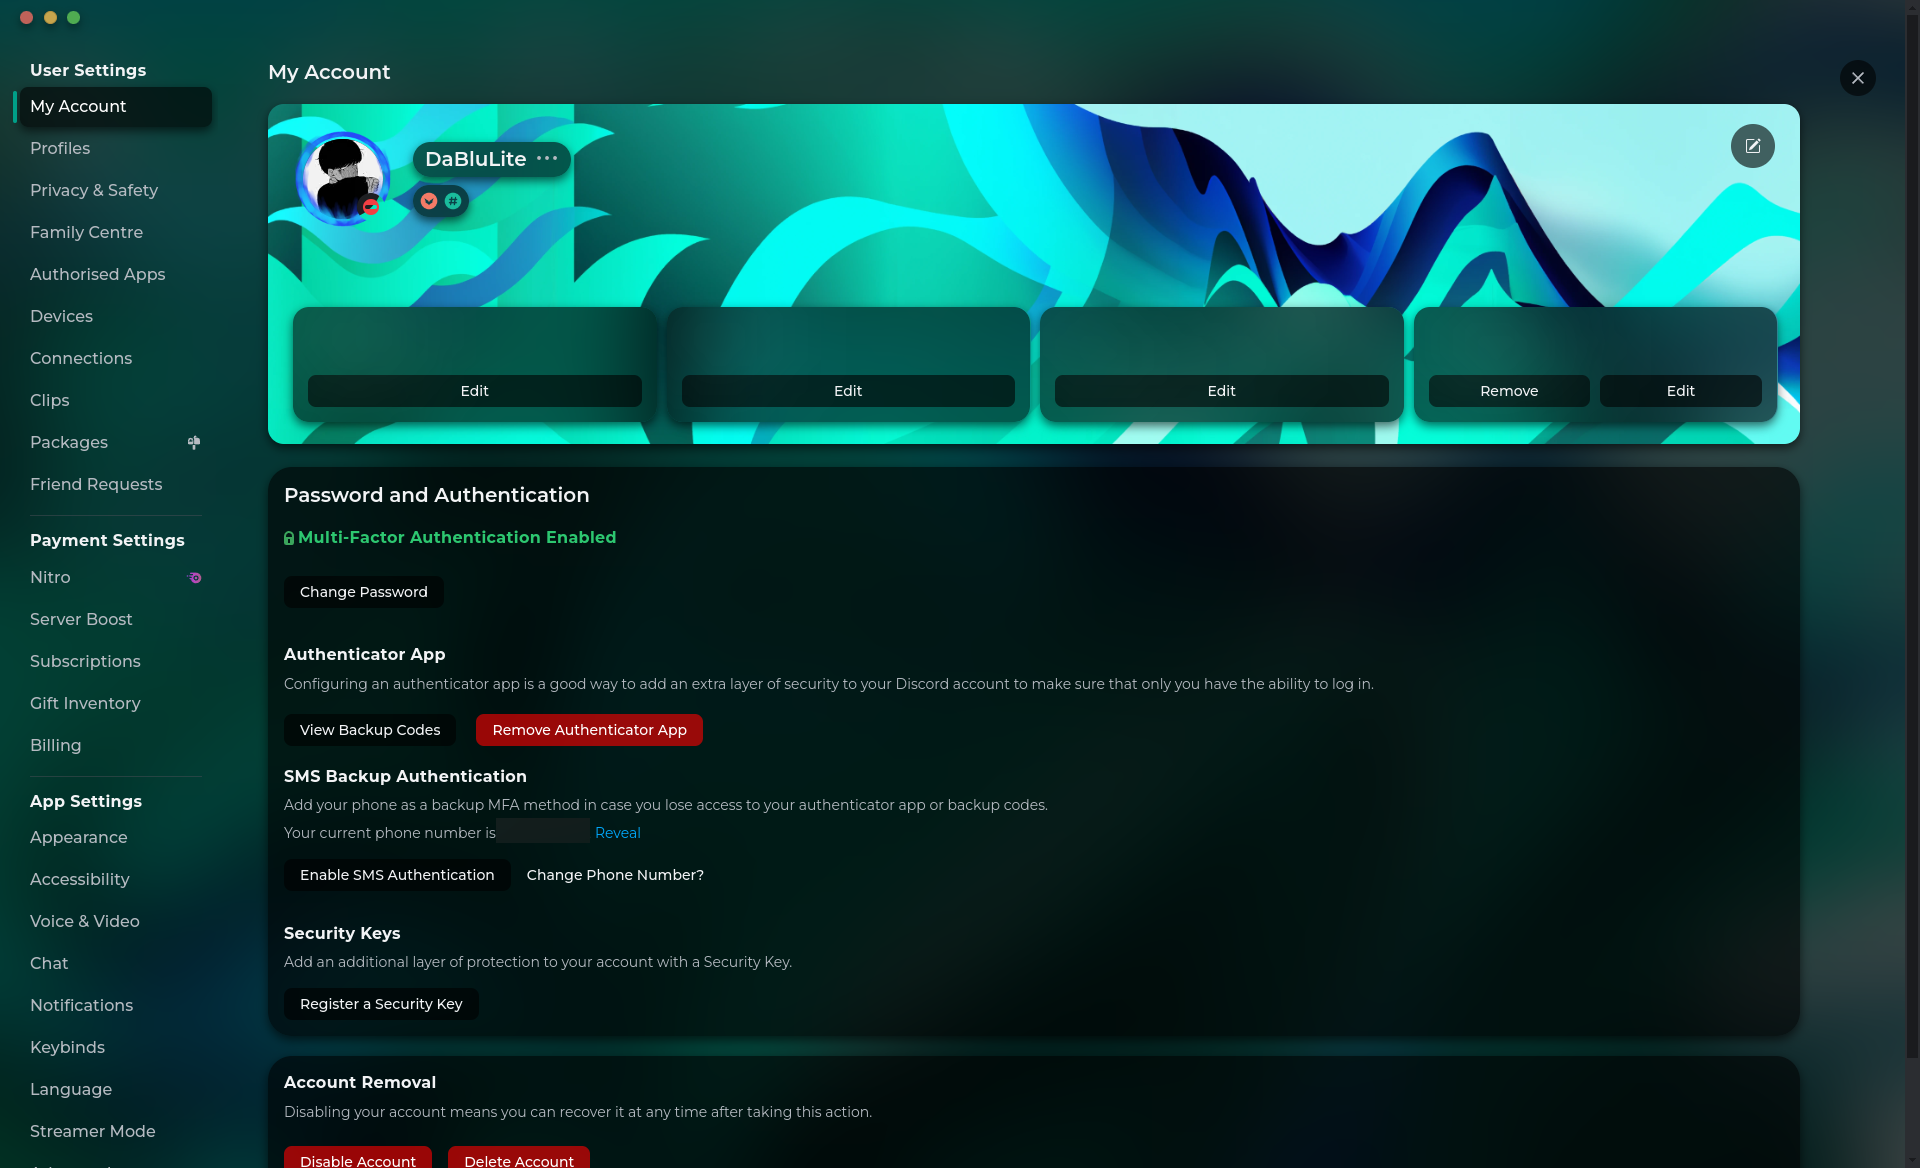 User Settings
My Account
Profiles
Privacy & Safety
Family Centre
Authorised Apps
Devices
Connections
Clips
Packages
Friend Requests
Payment Settings
Nitro
Server Boost
Subscriptions
Gift Inventory
Billing
App Settings
Appearance
Accessibility
Voice & Video
Chat
Notifications
Keybinds
Language
Streamer Mode
My Account
DaBluLite
Edit
Edit
Edit
Remove
Edit
Password and Authentication
Multi-Factor Authentication Enabled
Change Password
Authenticator App
Configuring an authenticator app is a good way to add an extra layer of security to your Discord account to make sure that only you have the ability to log in.
View Backup Codes
Remove Authenticator App
SMS Backup Authentication
Add your phone as a backup MFA method in case you lose access to your authenticator app or backup codes.
Your current phone number is Reveal
Enable SMS Authentication
Change Phone Number?
Security Keys
Add an additional layer of protection to your account with a Security Key.
Register a Security Key
Account Removal
Disabling your account means you can recover it at any time after taking this action.
Disable Account
Delete Account